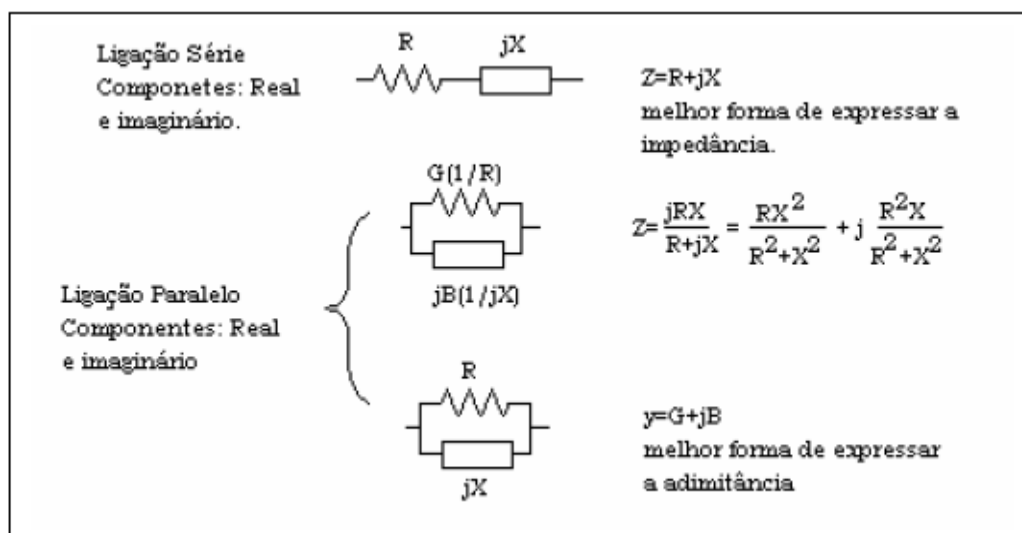 Ligação Série
Componetes: Real
e imaginário.
R
jX
Z=R+jX
melhor forma de expressar a
impedância.
G(1/R)
jB(1/jX)
Z= jRX/R+jX = RX²/R²+X² + j R²X/R²+X²
Ligação Paralelo
Componentes: Real
e imaginário
R
jX
y=G+jB
melhor forma de expressar
a adimitância